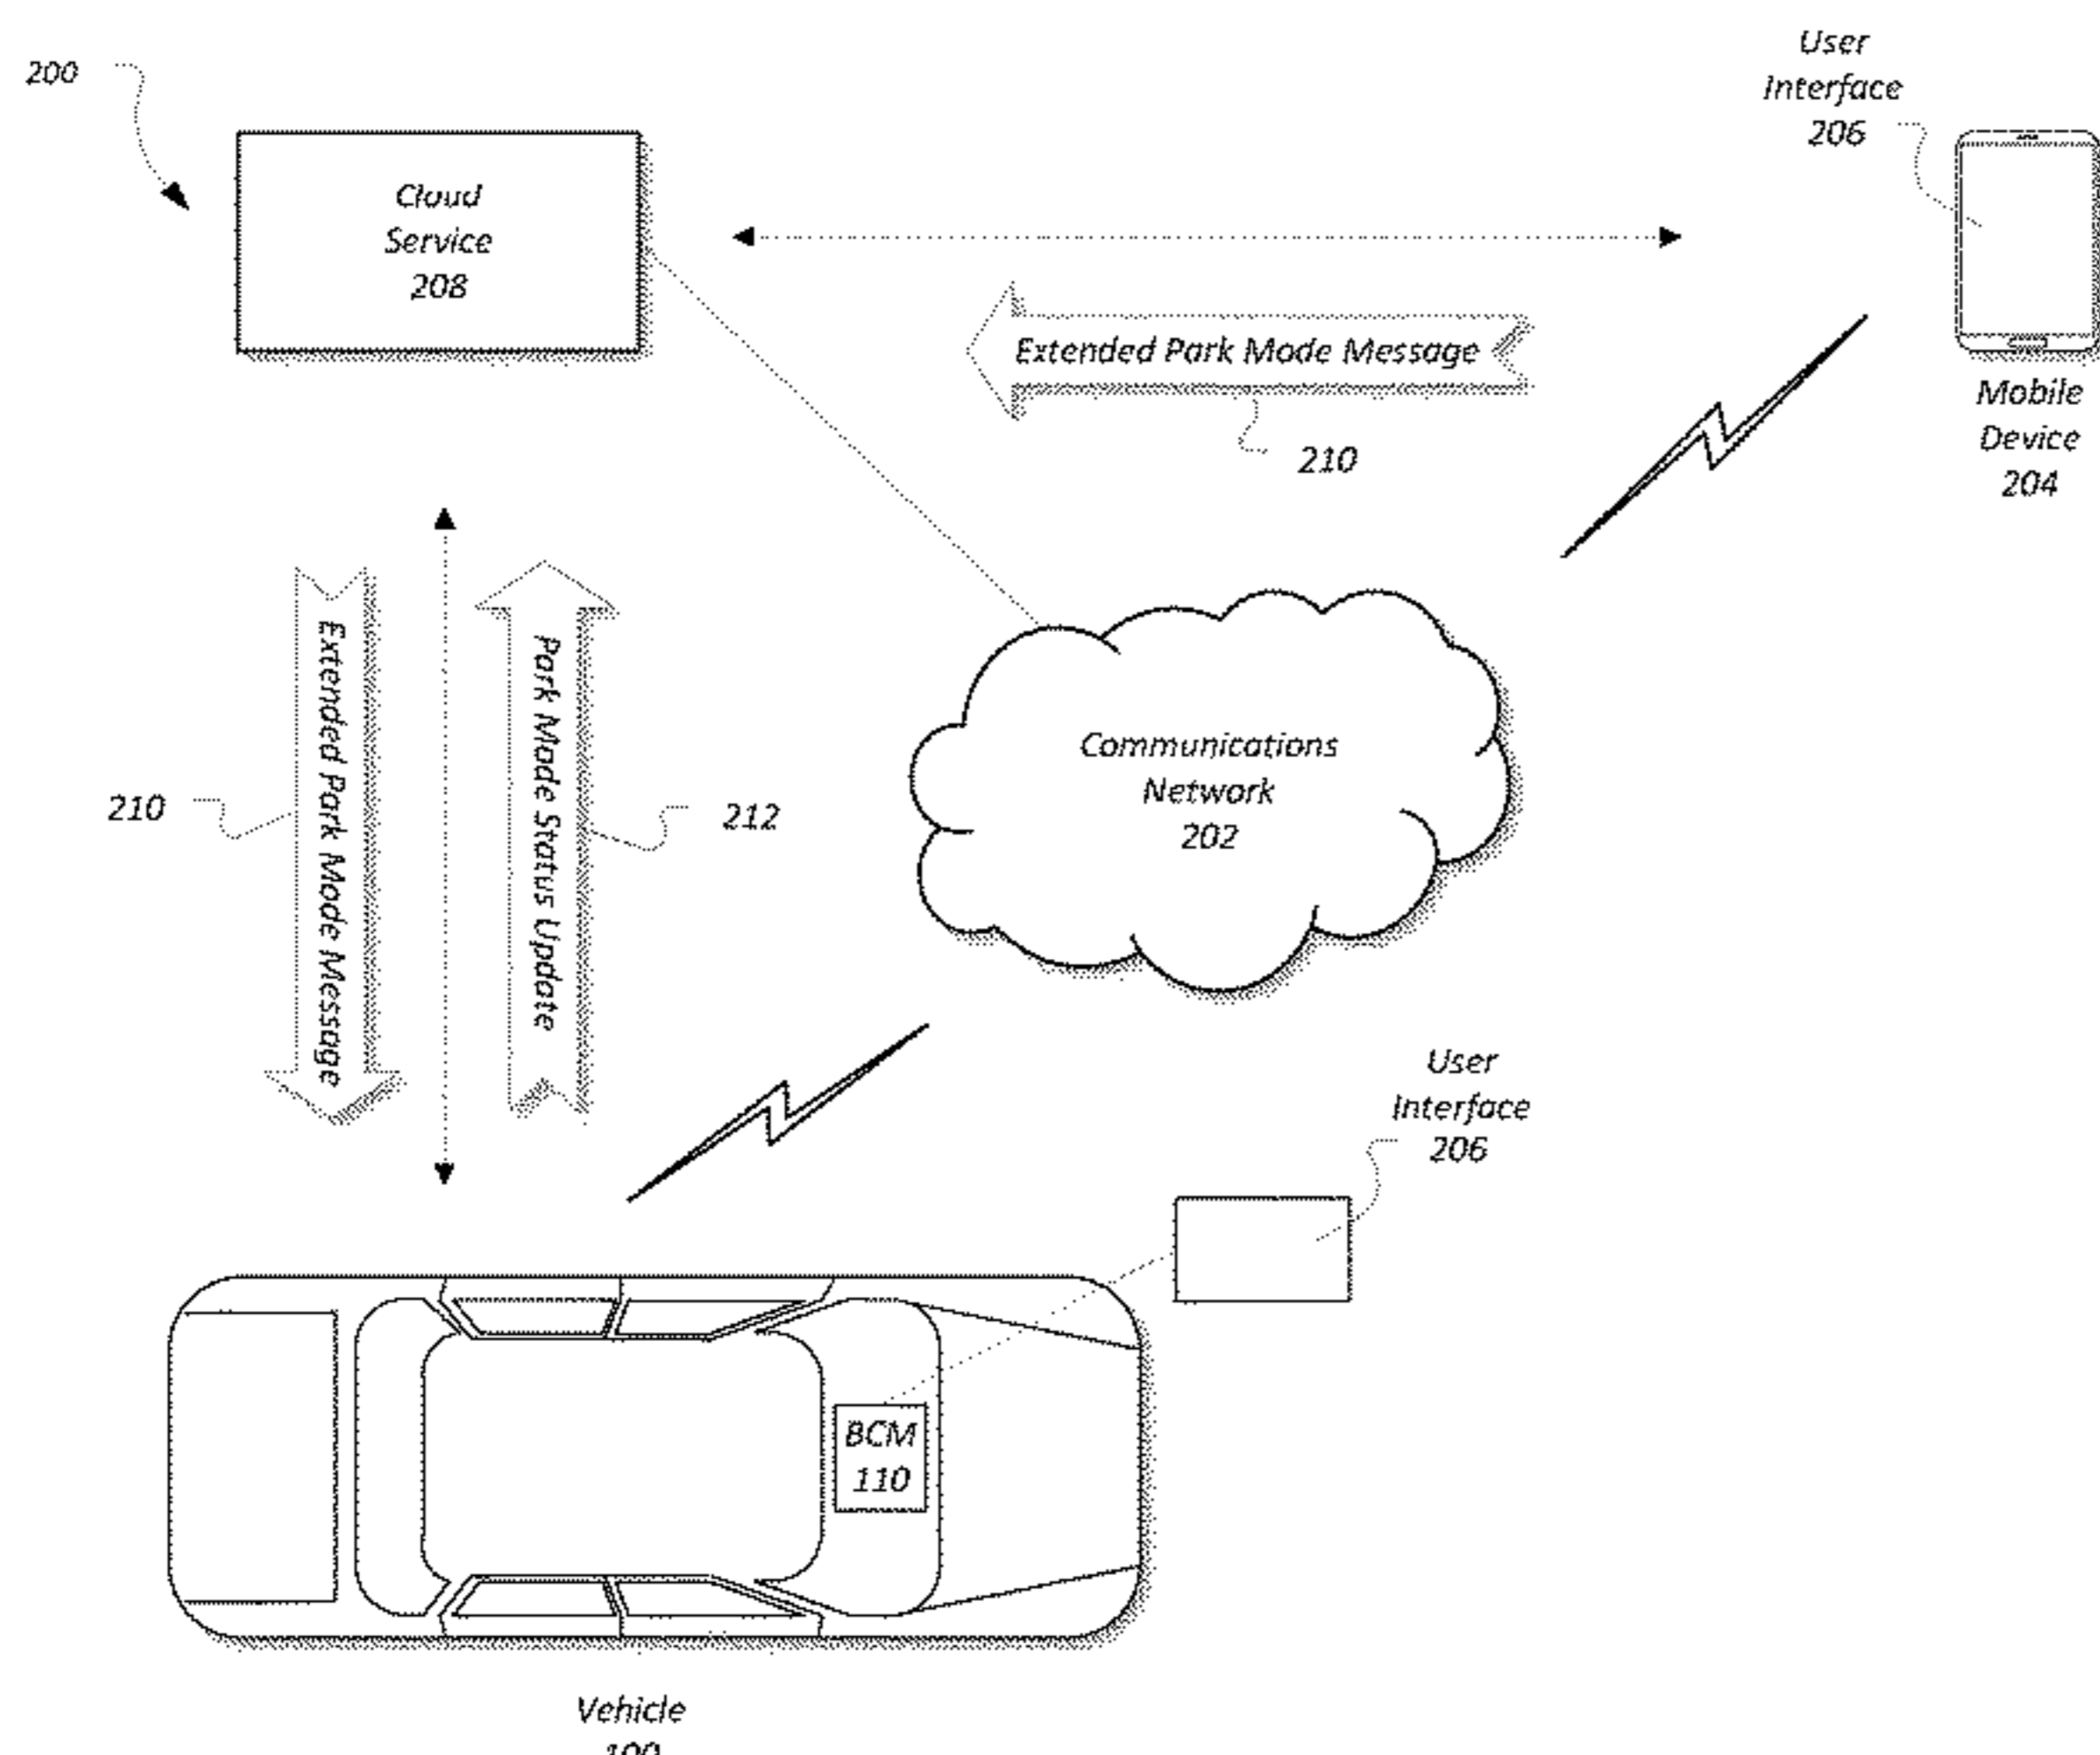 200
User
Interface
206
Cloud
Service
208
Extended Park Mode Message
210
Mobile
Device
204
Extended Park Mode Message
210
Park Mode Status Update
212
Communications
Network
202
User
Interface
206
BCM
110
Vehicle
100